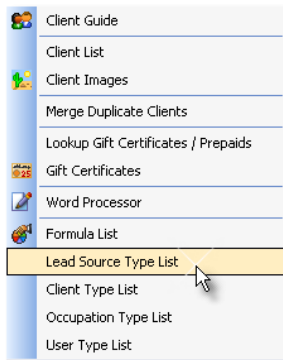 Client Guide
Client List
Client Images
Merge Duplicate Clients
Lookup Gift Certificates / Prepaids
Gift Certificates
Word Processor
Formula List
Lead Source Type List
Client Type List
Occupation Type List
User Type List